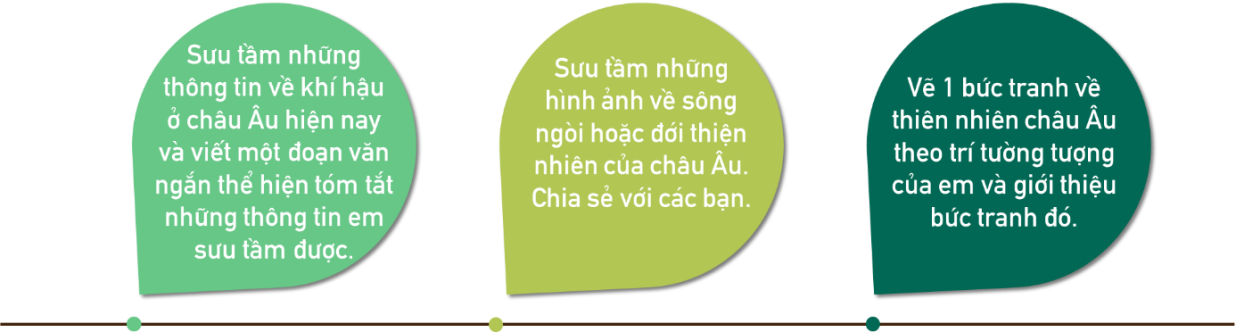 Sưu tầm những
thông tin về khí hậu
ở châu Âu hiện nay
và viết một đoạn văn
ngắn thể hiện tóm tắt
những thông tin em
sưu tầm được.
Sưu tầm những
hình ảnh về sông
ngòi hoặc đới thiện
nhiên của châu Âu.
Chia sẻ với các bạn.
Vẽ 1 bức tranh về
thiên nhiên châu Âu
theo trí tường tượng
của em và giới thiệu
bức tranh đó.